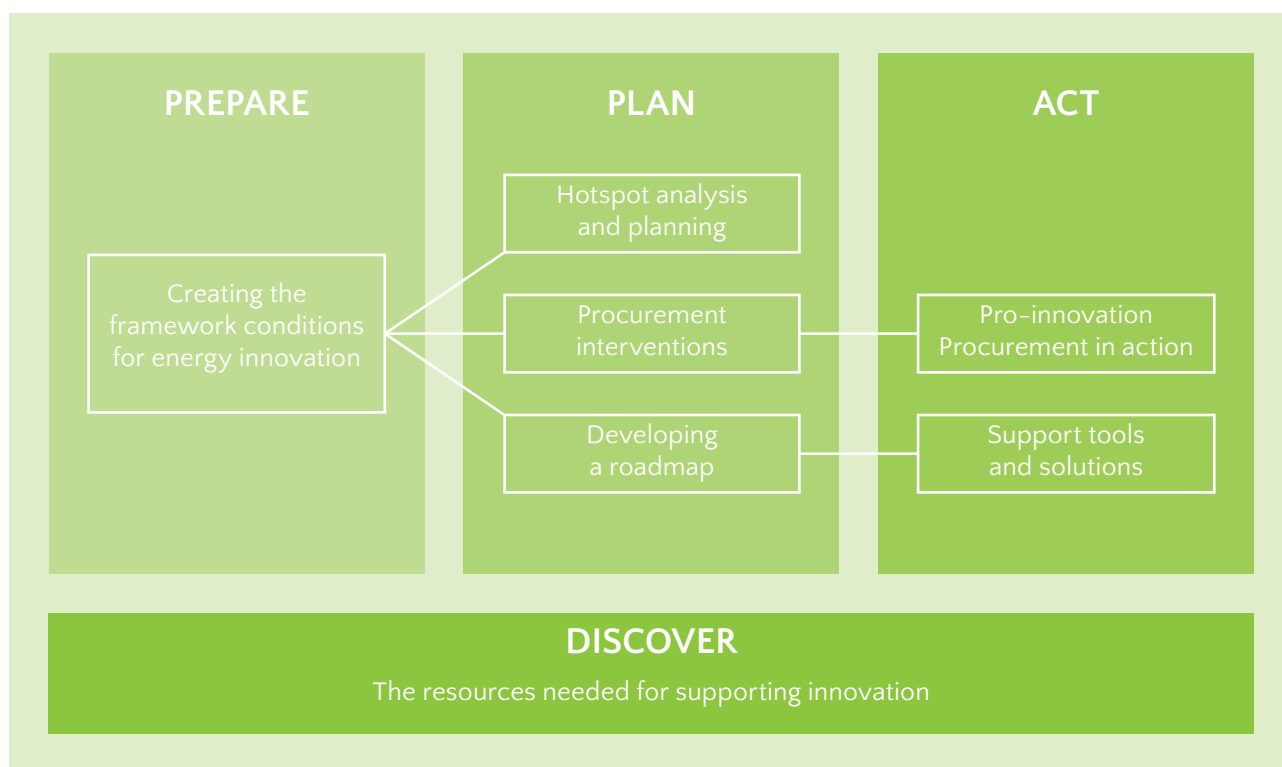 PREPARE
Creating the
framework conditions
for energy innovation
PLAN
Hotspot analysis
and planning
Procurement
interventions
Developing
a roadmap
ACT
Pro-innovation
Procurement in action
Support tools
and solutions
DISCOVER
The resources needed for supporting innovation